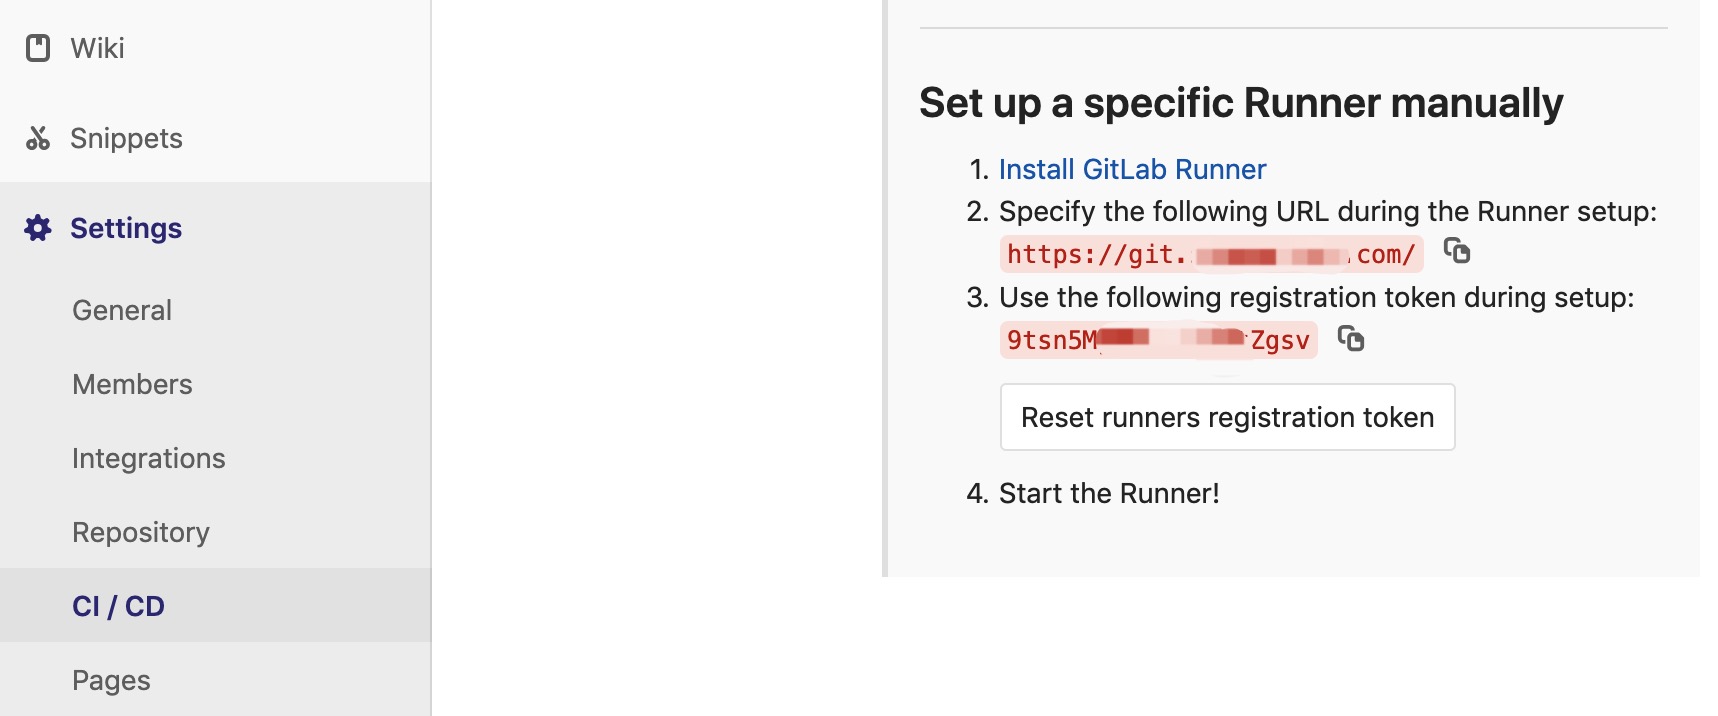 Wiki
Snippets
Settings
General
Members
Integrations
Repository
CI / CD
Pages
Set up a specific Runner manually
1. Install GitLab Runner
2. Specify the following URL during the Runner setup:
https://git. .com/
3. Use the following registration token during setup:
9tsn5M Zgsv
Reset runners registration token
4. Start the Runner!